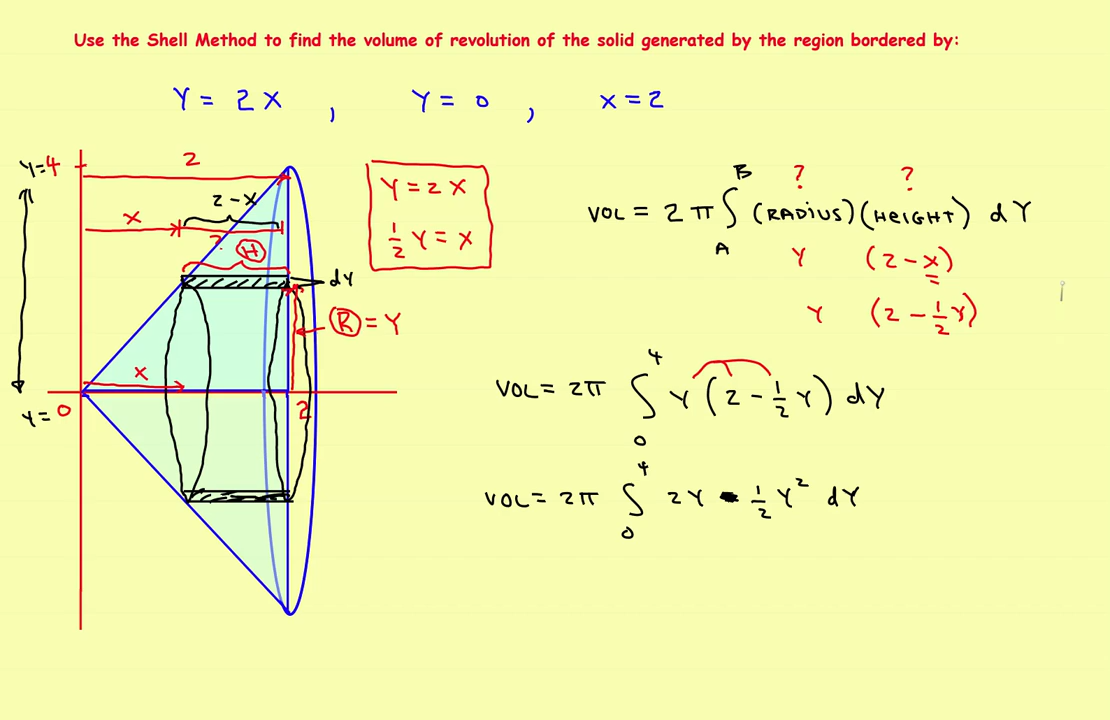 Use the Shell Method to find the volume of revolution of the solid generated by the region bordered by:
Y = 2X , Y = 0 , X = 2
Y=4
2
2-X
X
?
H
dY
R = Y
X
Y= 0
2
Y = 2X
1/2 Y = X
B ? ?
VOL = 2π ∫ (RADIUS)(HEIGHT) dY
A Y (2-X)
Y (2 - 1/2 Y)
4
VOL = 2π ∫ Y (2 - 1/2 Y) dY
0
4
VOL = 2π ∫ 2Y - 1/2 Y² dY
0